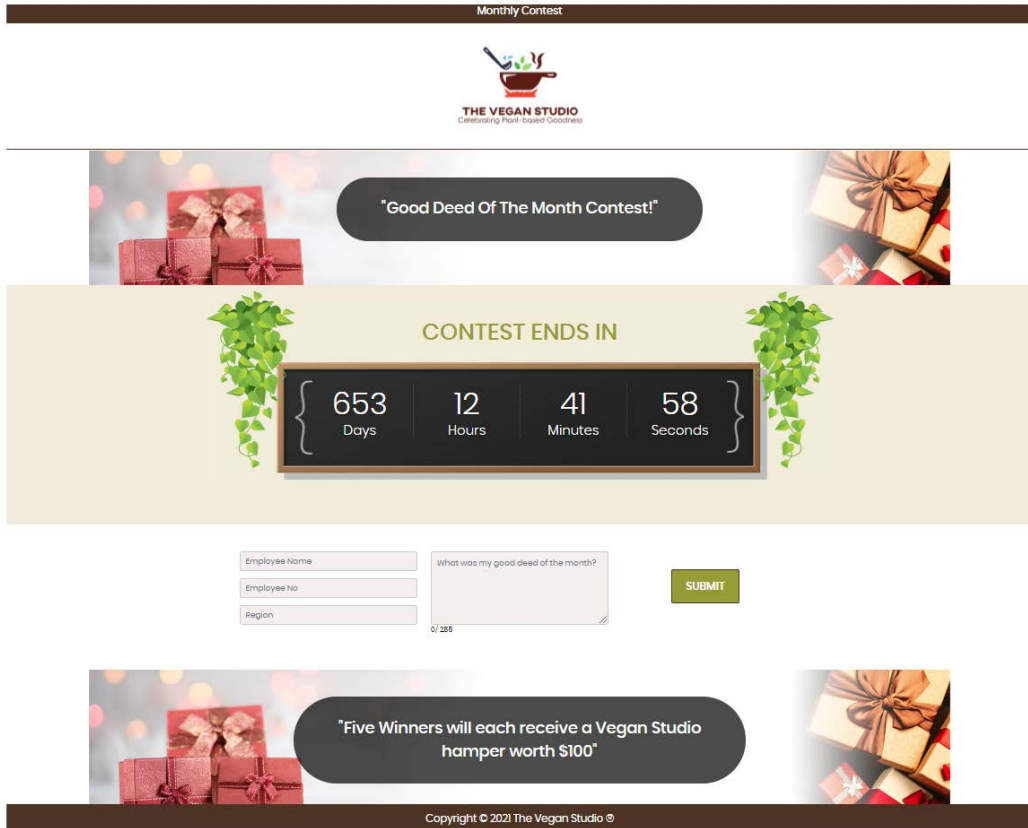 Monthly Contest
THE VEGAN STUDIO
Celebrating Plant-based Goodness
"Good Deed Of The Month Contest!"
CONTEST ENDS IN
653 12 41 58
Days Hours Minutes Seconds
Employee Name
Employee No
Region
What was my good deed of the month?
0/ 255
SUBMIT
"Five Winners will each receive a Vegan Studio
hamper worth $100"
Copyright © 2021 The Vegan Studio ®